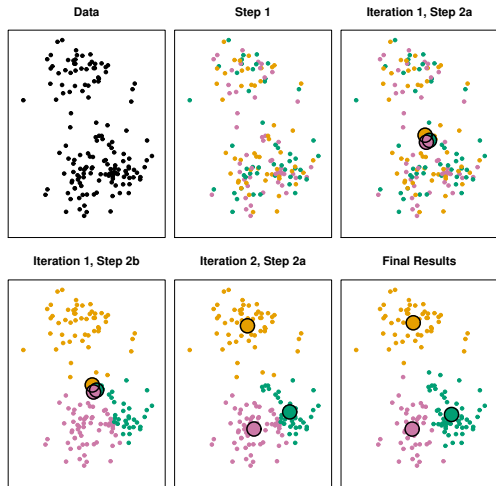 Data
Step 1
Iteration 1, Step 2a
Iteration 1, Step 2b
Iteration 2, Step 2a
Final Results